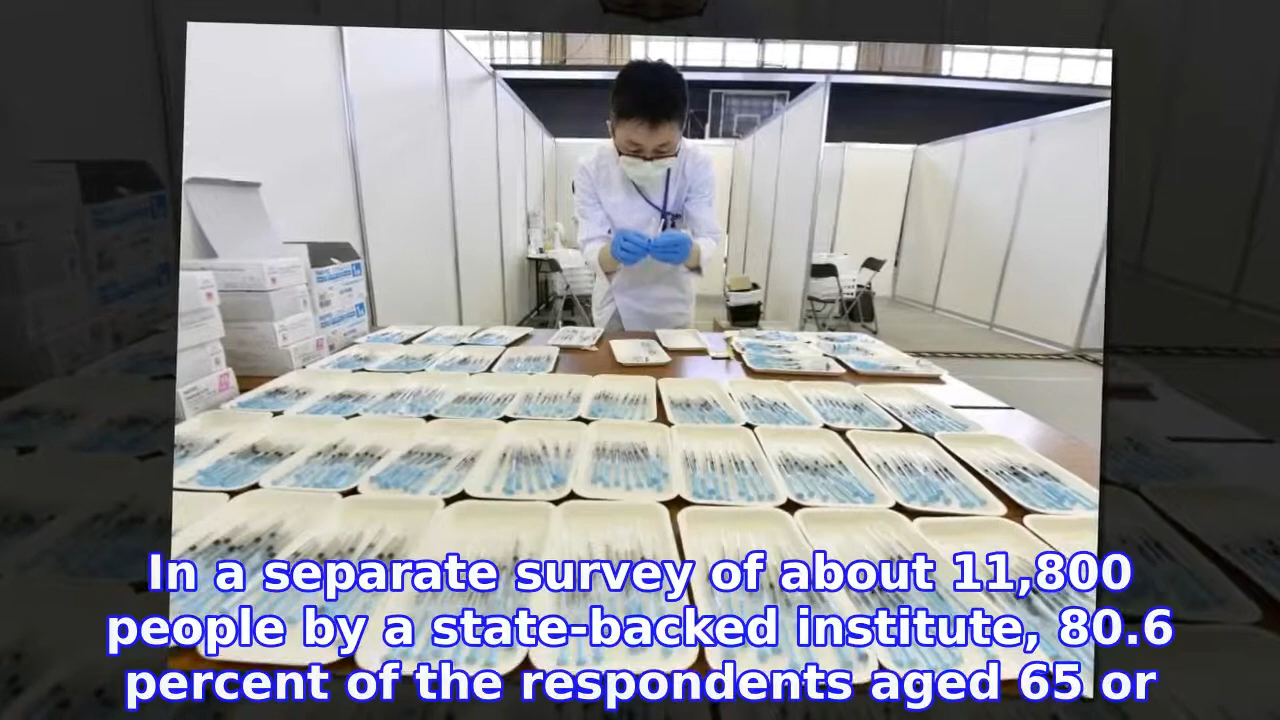 In a separate survey of about 11,800
people by a state-backed institute, 80.6
percent of the respondents aged 65 or